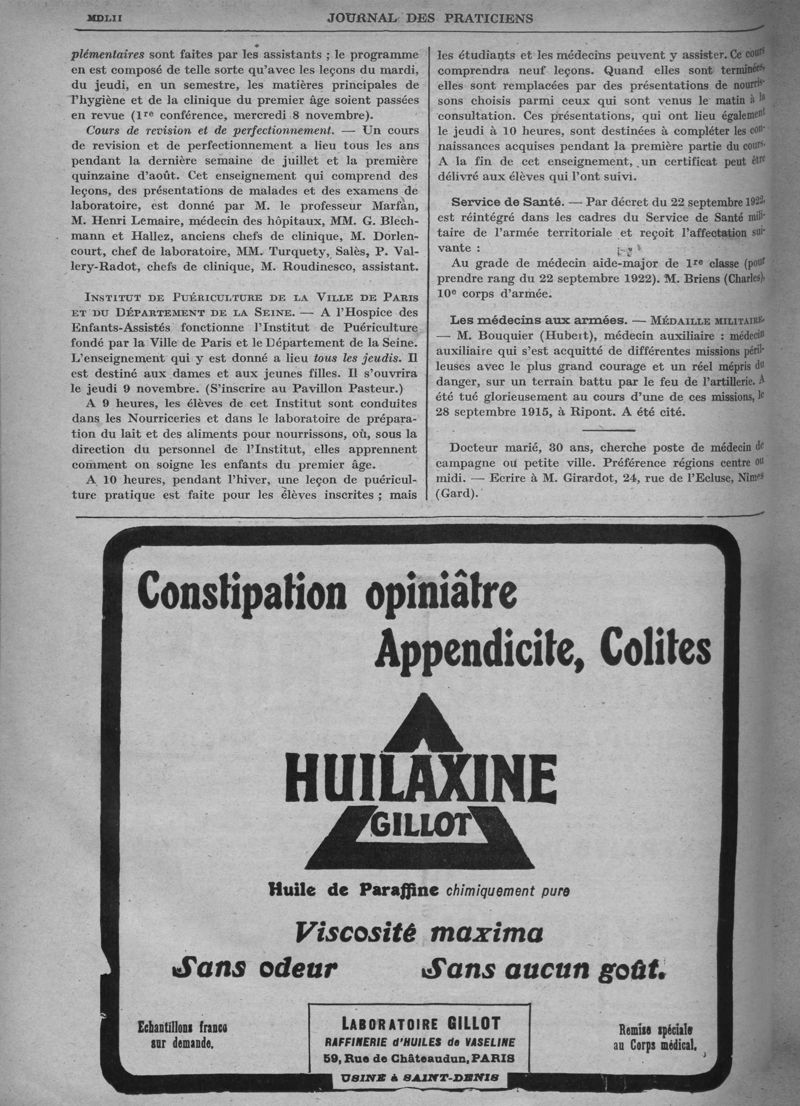 MDLII
JOURNAL DES PRATICIENS
plémentaires sont faites par les assistants ; le programme
en est composé de telle sorte qu'avec les leçons du mardi,
du jeudi, en un semestre, les matières principales de
l'hygiène et de la clinique du premier âge soient passées
en revue (1re conférence, mercredi 8 novembre).
Cours de revision et de perfectionnement. — Un cours
de revision et de perfectionnement a lieu tous les ans
pendant la dernière semaine de juillet et la première
quinzaine d'août. Cet enseignement qui comprend des
leçons, des présentations de malades et des examens de
laboratoire, est donné par M. le professeur Marfan,
M. Henri Lemaire, médecin des hôpitaux, MM. G. Blech-
mann et Hallez, anciens chefs de clinique, M. Dorlen-
court, chef de laboratoire, MM. Turquety, Salès, P. Val-
lery-Radot, chefs de clinique, M. Roudinesco, assistant.
INSTITUT DE PUÉRICULTURE DE LA VILLE DE PARIS
ET DU DÉPARTEMENT DE LA SEINE. — A l'Hospice des
Enfants-Assistés fonctionne l'Institut de Puériculture
fondé par la Ville de Paris et le Département de la Seine.
L'enseignement qui y est donné a lieu tous les jeudis. Il
est destiné aux dames et aux jeunes filles. Il s'ouvrira
le jeudi 9 novembre. (S'inscrire au Pavillon Pasteur.)
A 9 heures, les élèves de cet Institut sont conduites
dans les Nourriceries et dans le laboratoire de prépara-
tion du lait et des aliments pour nourrissons, où, sous la
direction du personnel de l'Institut, elles apprennent
comment on soigne les enfants du premier âge.
A 10 heures, pendant l'hiver, une leçon de puéricul-
ture pratique est faite pour les élèves inscrites ; mais
les étudiants et les médecins peuvent y assister. Ce cours
comprendra neuf leçons. Quand elles sont terminées,
elles sont remplacées par des présentations de nourris-
sons choisis parmi ceux qui sont venus le matin à la
consultation. Ces présentations, qui ont lieu également
le jeudi à 10 heures, sont destinées à compléter les con-
naissances acquises pendant la première partie du cours.
A la fin de cet enseignement, un certificat peut être
délivré aux élèves qui l'ont suivi.
Service de Santé. — Par décret du 22 septembre 1922,
est réintégré dans les cadres du Service de Santé mili-
taire de l'armée territoriale et reçoit l'affectation sui-
vante :
Au grade de médecin aide-major de 1re classe (pour
prendre rang du 22 septembre 1922). M. Briens (Charles),
10e corps d'armée.
Les médecins aux armées. — MÉDAILLE MILITAIRE.
— M. Bouquier (Hubert), médecin auxiliaire : médecin
auxiliaire qui s'est acquitté de différentes missions péril-
leuses avec le plus grand courage et un réel mépris du
danger, sur un terrain battu par le feu de l'artillerie. A
été tué glorieusement au cours d'une de ces missions, le
28 septembre 1915, à Ripont. A été cité.
Docteur marié, 30 ans, cherche poste de médecin de
campagne ou petite ville. Préférence régions centre ou
midi. — Ecrire à M. Girardot, 24, rue de l'Ecluse, Nîmes
(Gard).
Constipation opiniâtre
Appendicite, Colites
HUILAXINE
GILLOT
Huile de Paraffine chimiquement pure
Viscosité maxima
Sans odeur Sans aucun goût.
Echantillons franco
sur demande.
LABORATOIRE GILLOT
RAFFINERIE d'HUILES de VASELINE
59, Rue de Châteaudun, PARIS
USINE à SAINT-DENIS
Remise spéciale
au Corps médical.